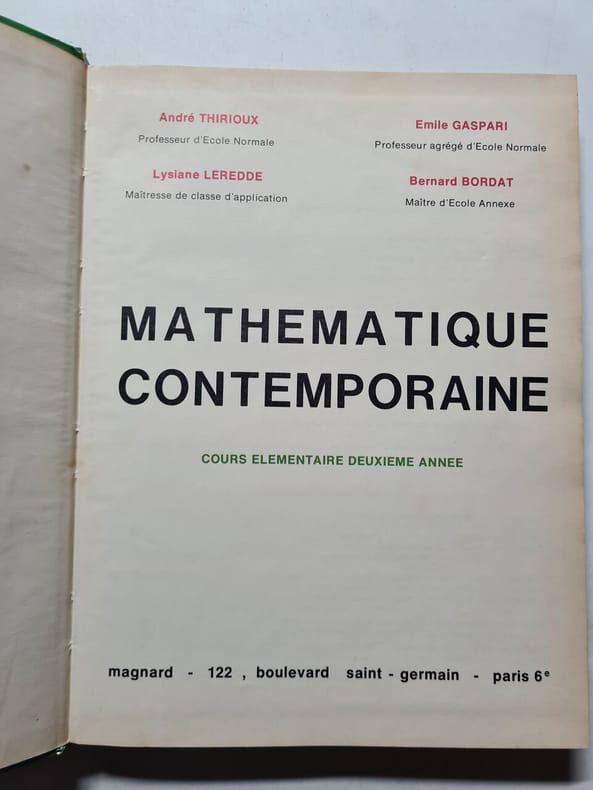 André THIRIOUX
Professeur d'Ecole Normale
Emile GASPARI
Professeur agrégé d'Ecole Normale
Lysiane LEREDDE
Maîtresse de classe d'application
Bernard BORDAT
Maître d'Ecole Annexe
MATHEMATIQUE
CONTEMPORAINE
COURS ELEMENTAIRE DEUXIEME ANNEE
magnard - 122 , boulevard saint - germain - paris 6e